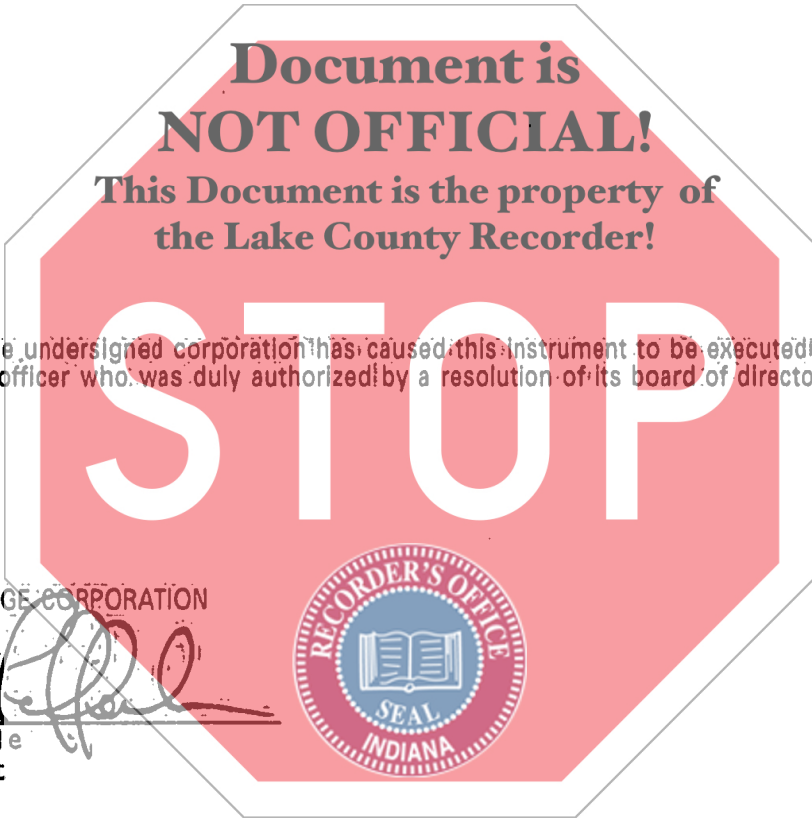 Document is
NOT OFFICIAL!
This Document is the property of
the Lake County Recorder!
e undersigned corporation has caused this instrument to be executed
officer who was duly authorized by a resolution of its board of directo
STOP
GE CORPORATION
RECORDER'S OFFICE
SEAL
INDIANA
e
t